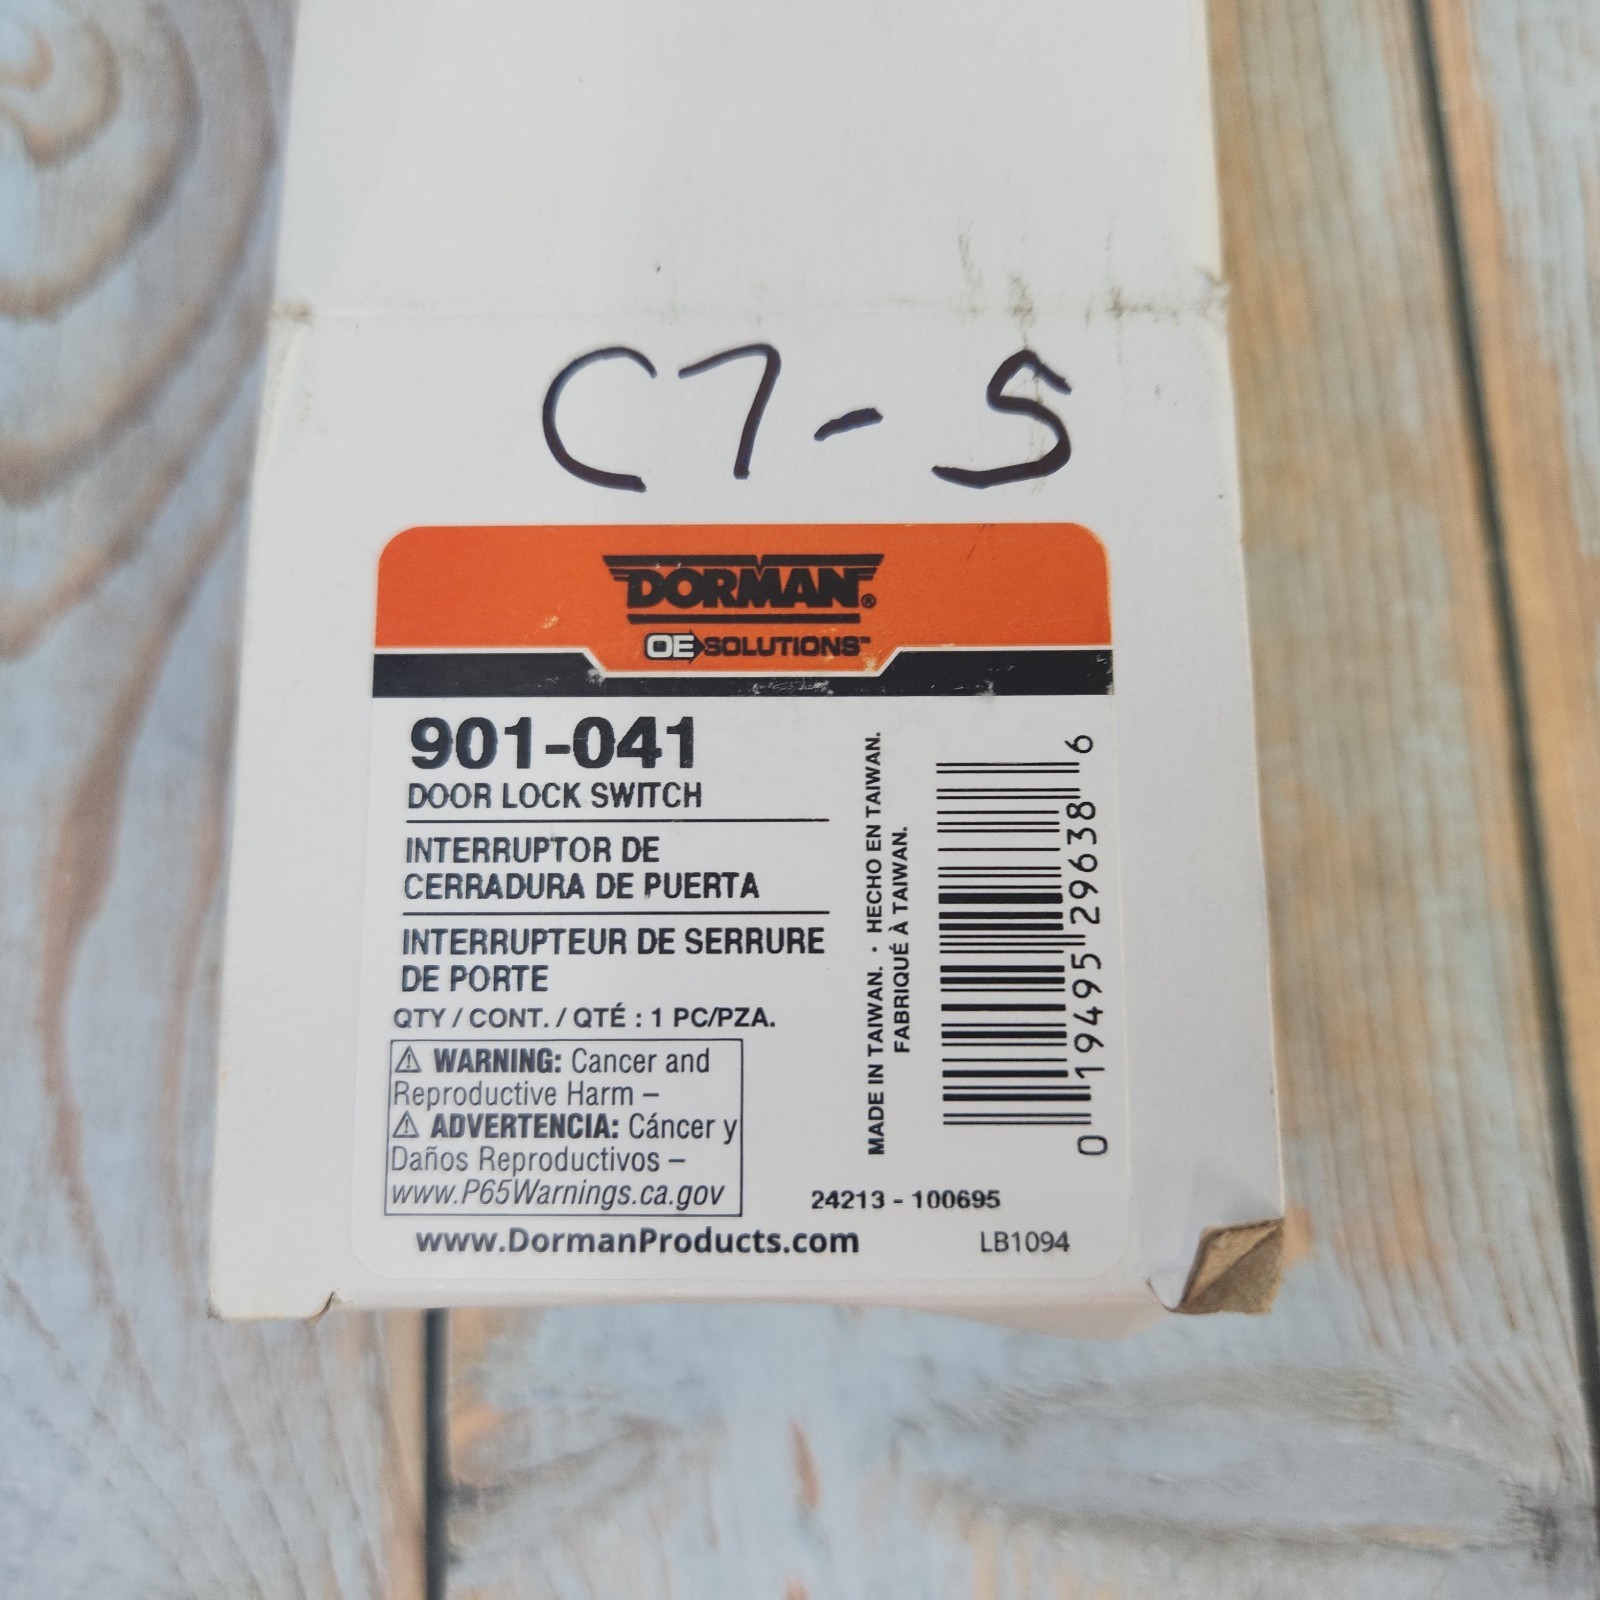 C7-5
DORMAN®
OE SOLUTIONS™
901-041
DOOR LOCK SWITCH
INTERRUPTOR DE
CERRADURA DE PUERTA
INTERRUPTEUR DE SERRURE
DE PORTE
QTY / CONT. / QTÉ : 1 PC/PZA.
⚠ WARNING: Cancer and
Reproductive Harm –
⚠ ADVERTENCIA: Cáncer y
Daños Reproductivos –
www.P65Warnings.ca.gov
MADE IN TAIWAN. · HECHO EN TAIWAN.
FABRIQUÉ À TAIWAN.
0 19495 29638 6
24213 - 100695
www.DormanProducts.com
LB1094